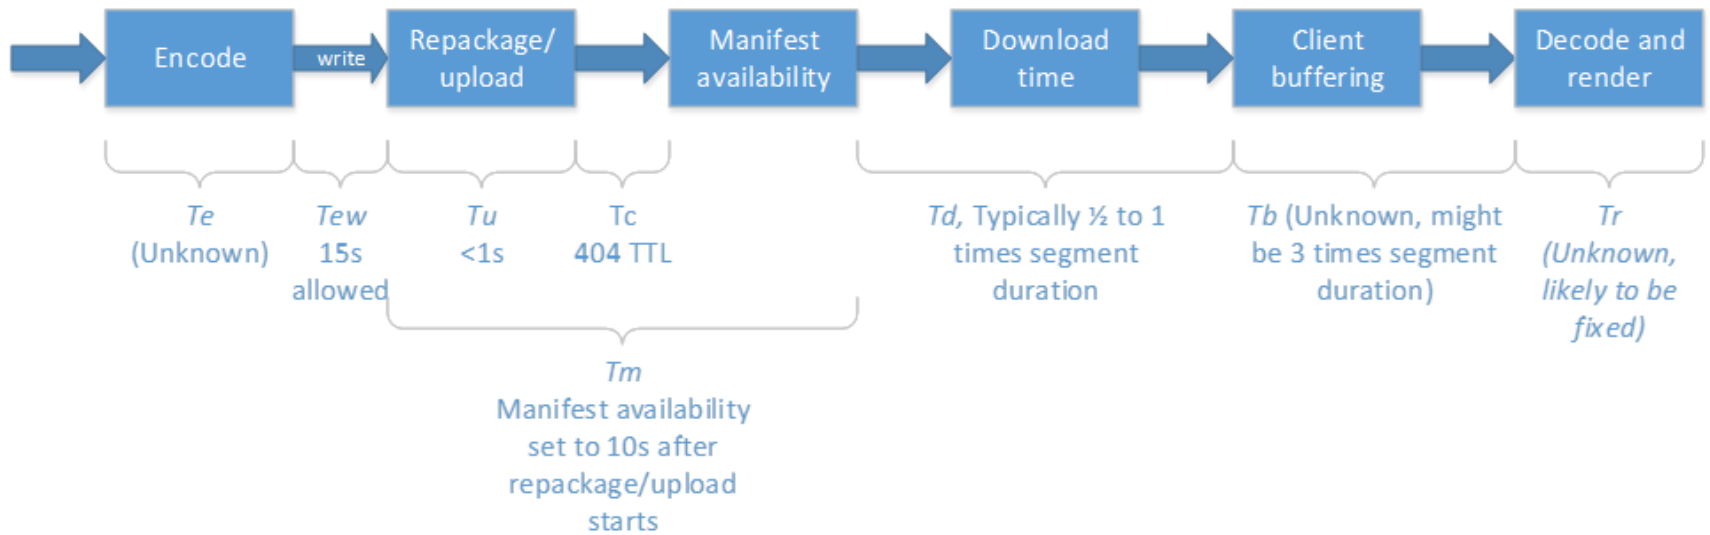 Encode
write
Repackage/
upload
Manifest
availability
Download
time
Client
buffering
Decode and
render
Te
(Unknown)
Tew
15s
allowed
Tu
<1s
Tc
404 TTL
Td, Typically ½ to 1
times segment
duration
Tb (Unknown, might
be 3 times segment
duration)
Tr
(Unknown,
likely to be
fixed)
Tm
Manifest availability
set to 10s after
repackage/upload
starts